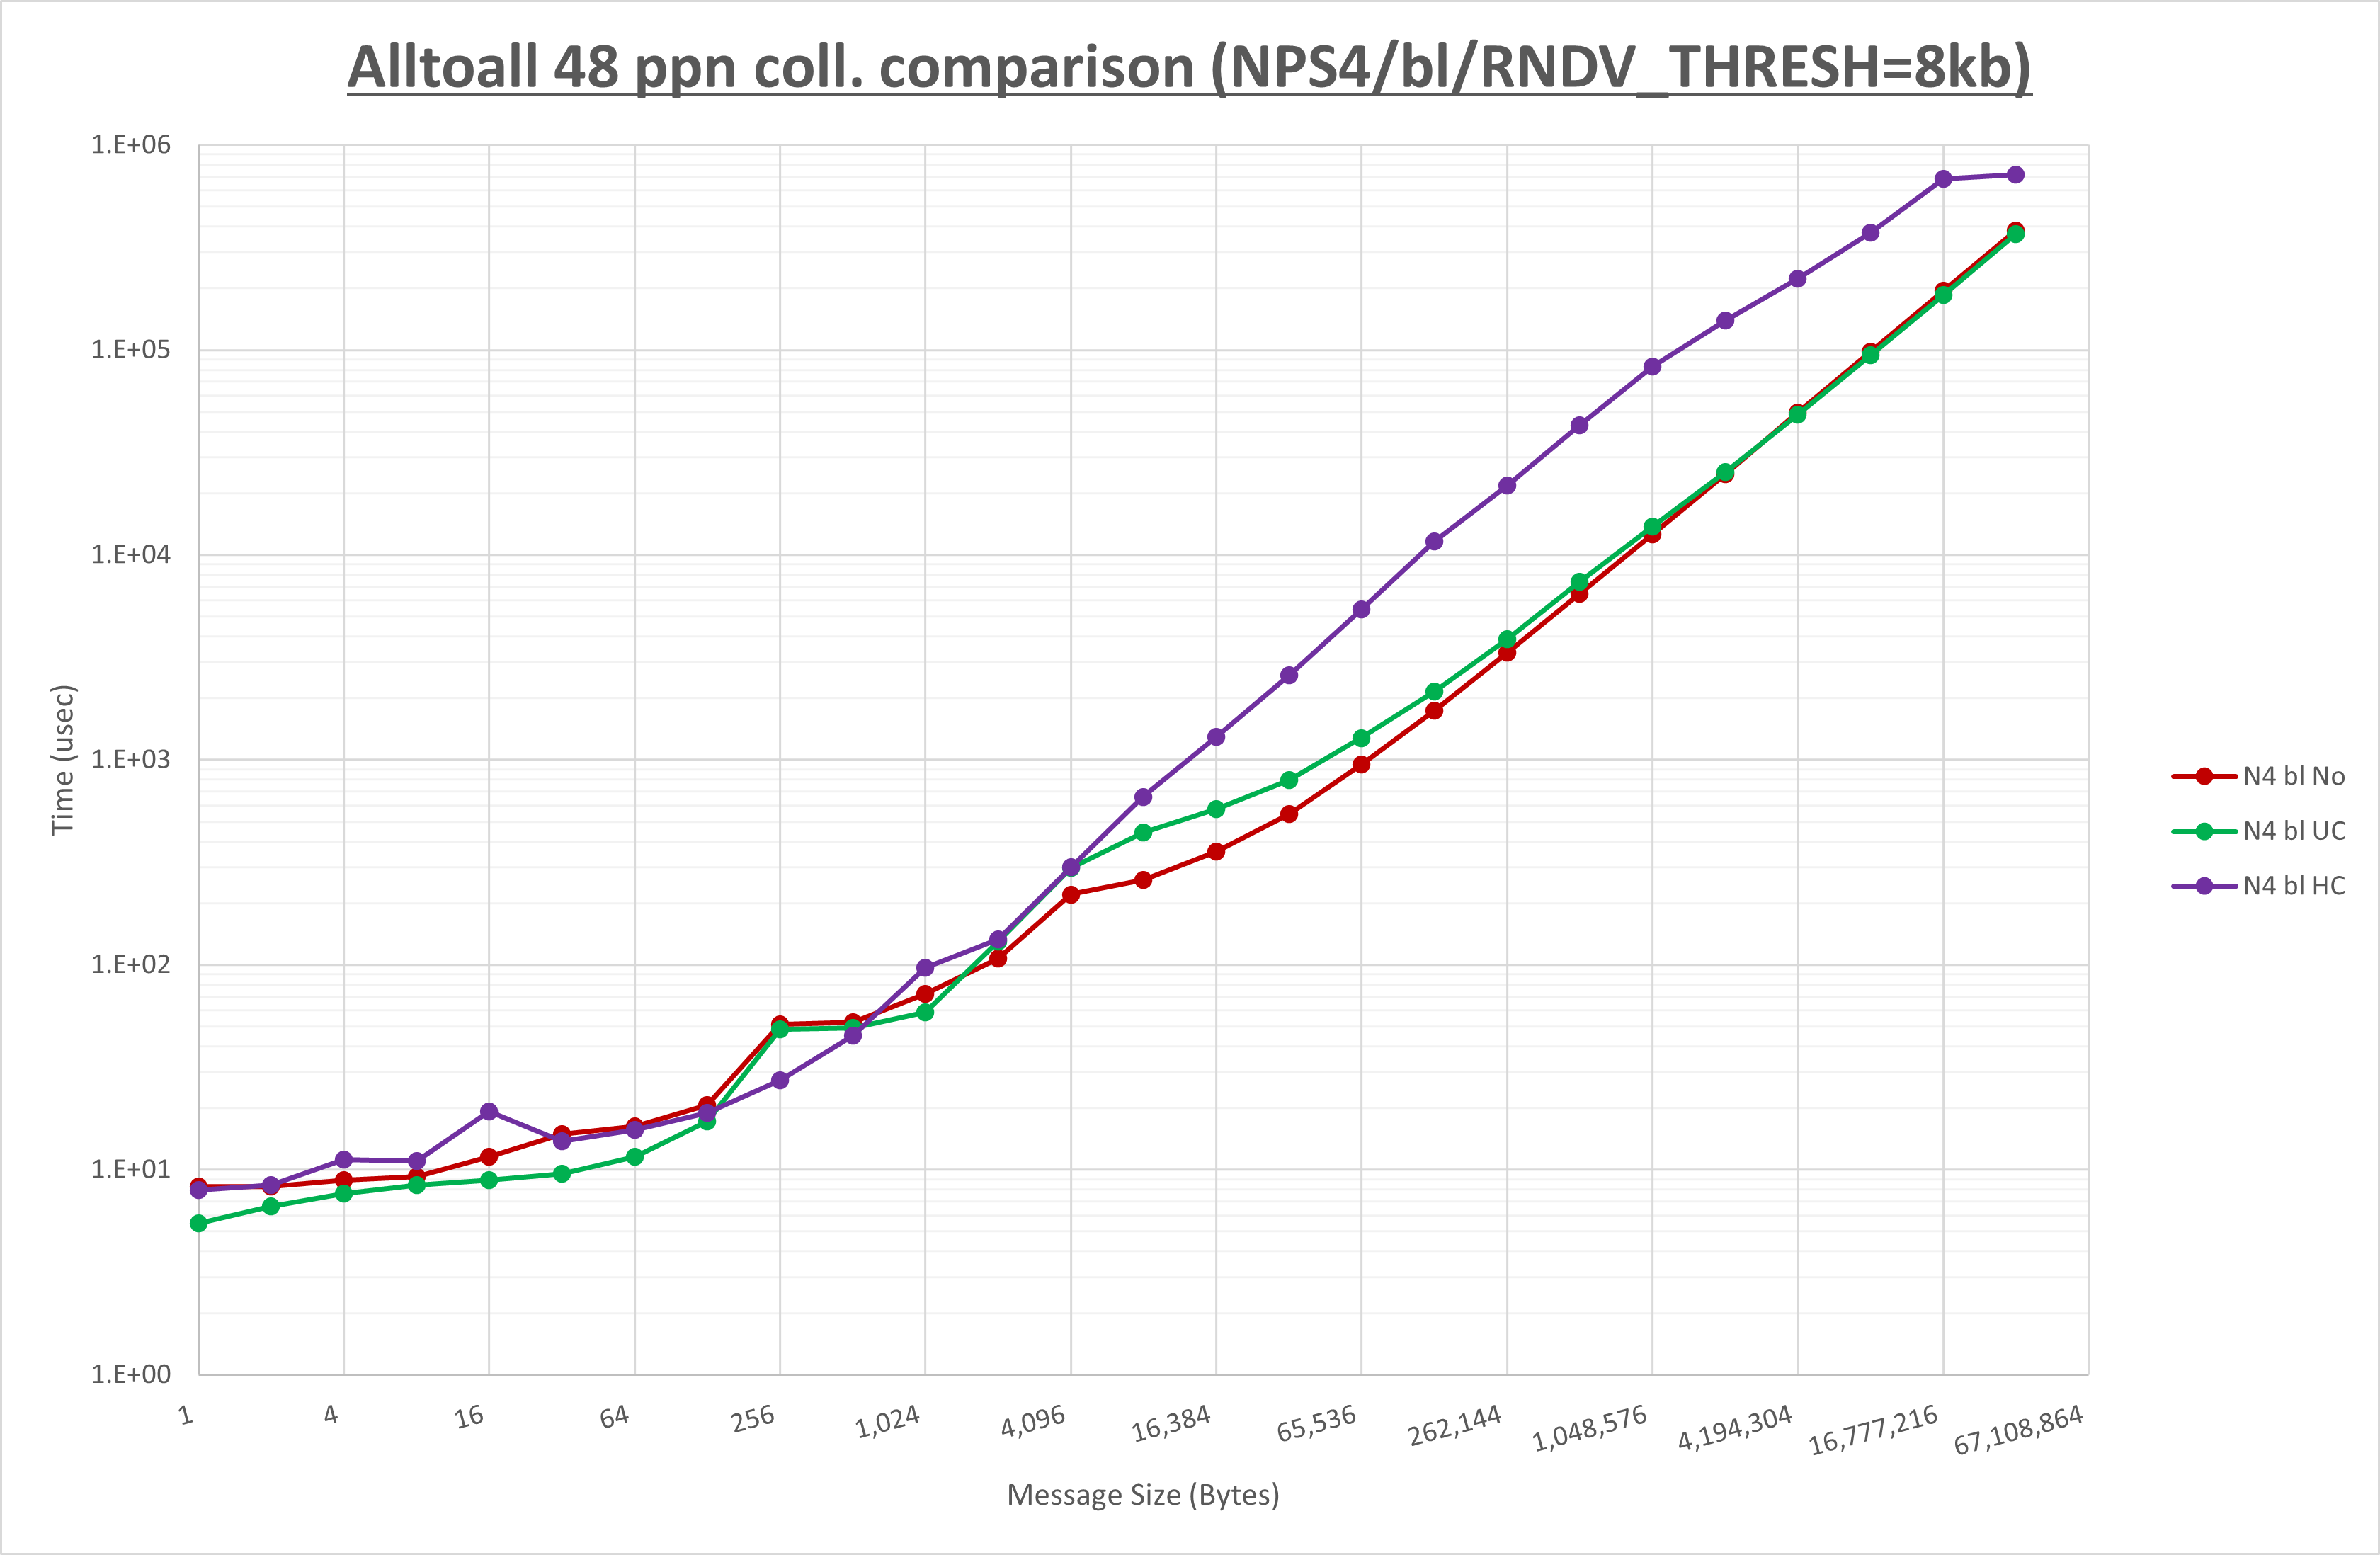 Alltoall 48 ppn coll. comparison (NPS4/bl/RNDV_THRESH=8kb)
1.E+06
1.E+05
1.E+04
1.E+03
1.E+02
1.E+01
1.E+00
Time (usec)
N4 bl No
N4 bl UC
N4 bl HC
1 4 16 64 256 1,024 4,096 16,384 65,536 262,144 1,048,576 4,194,304 16,777,216 67,108,864
Message Size (Bytes)